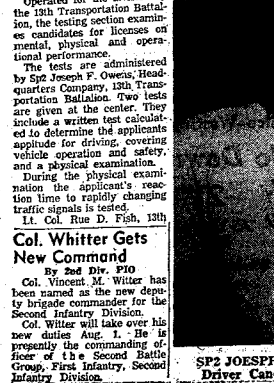 the 13th Transportation Battal-
ion, the testing section examin-
es candidates for licenses on
mental, physical and opera-
tional performance.
The tests are administered
by Sp2 Joseph F. Owens, Head-
quarters Company, 13th Trans-
portation Battalion. Two tests
are given at the center. They
include a written test calculat-
ed to determine the applicants
appitude for driving, covering
vehicle operation and safety,
and a physical examination.
During the physical exami-
nation the applicant's reac-
tion time to rapidly changing
traffic signals is tested.
Lt. Col. Rue D. Fish, 13th
Col. Whitter Gets
New Command
By 2nd Div. PIO
Col. Vincent M. Witter has
been named as the new depu-
ty brigade commander for the
Second Infantry Division.
Col. Witter will take over his
new duties Aug. 1. He is
presently the commanding of-
ficer of the Second Battle
Group, First Infantry, Second
Infantry Division.
SP2 JOESPH
Driver Can